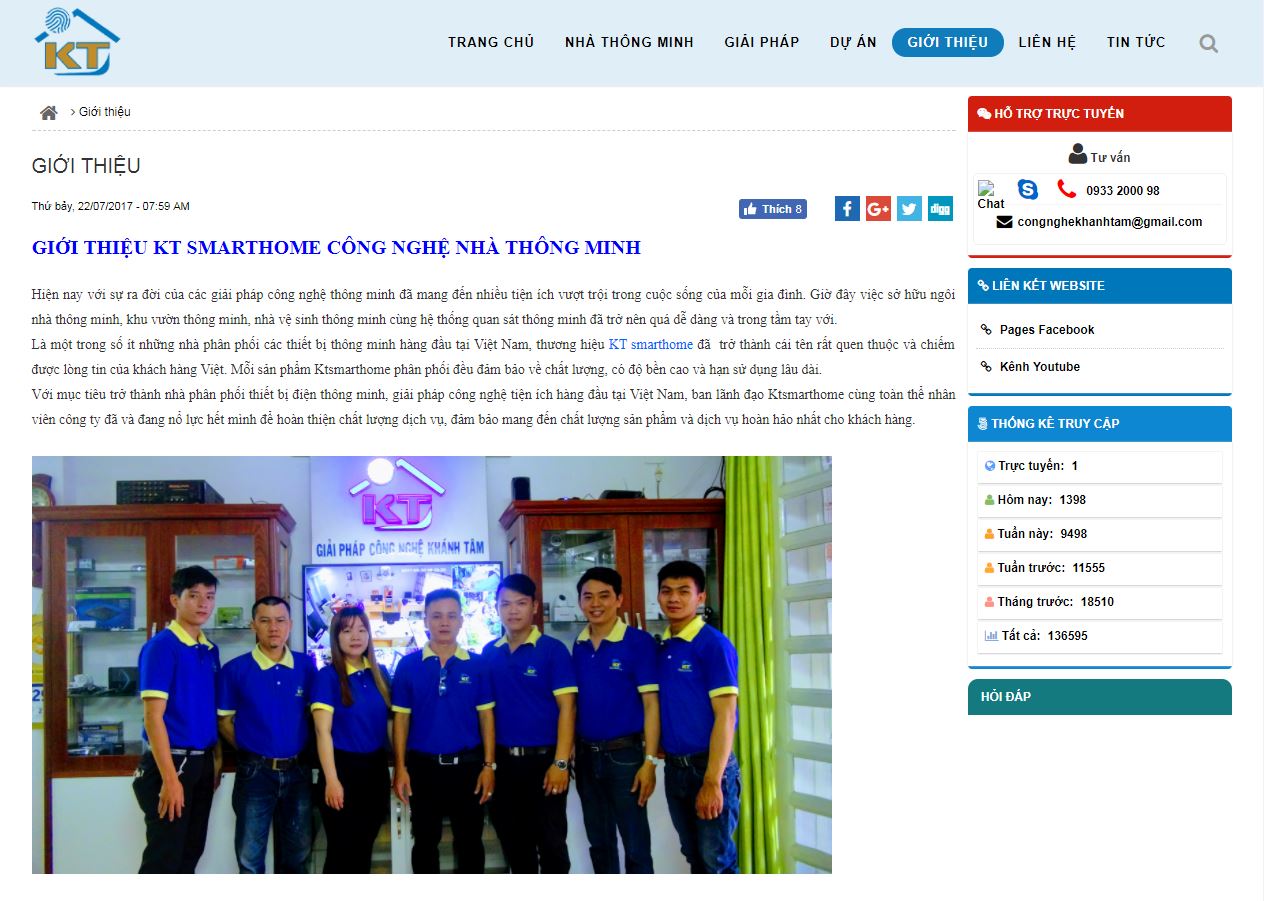 KT
TRANG CHỦ
NHÀ THÔNG MINH
GIẢI PHÁP
DỰ ÁN
GIỚI THIỆU
LIÊN HỆ
TIN TỨC
> Giới thiệu
GIỚI THIỆU
Thứ bảy, 22/07/2017 - 07:59 AM
Thích 8
digg
GIỚI THIỆU KT SMARTHOME CÔNG NGHỆ NHÀ THÔNG MINH
Hiện nay với sự ra đời của các giải pháp công nghệ thông minh đã mang đến nhiều tiện ích vượt trội trong cuộc sống của mỗi gia đình. Giờ đây việc sở hữu ngôi
nhà thông minh, khu vườn thông minh, nhà vệ sinh thông minh cùng hệ thống quan sát thông minh đã trở nên quá dễ dàng và trong tầm tay với.
Là một trong số ít những nhà phân phối các thiết bị thông minh hàng đầu tại Việt Nam, thương hiệu KT smarthome đã trở thành cái tên rất quen thuộc và chiếm
được lòng tin của khách hàng Việt. Mỗi sản phẩm Ktsmarthome phân phối đều đảm bảo về chất lượng, có độ bền cao và hạn sử dụng lâu dài.
Với mục tiêu trở thành nhà phân phối thiết bị điện thông minh, giải pháp công nghệ tiện ích hàng đầu tại Việt Nam, ban lãnh đạo Ktsmarthome cùng toàn thể nhân
viên công ty đã và đang nổ lực hết mình để hoàn thiện chất lượng dịch vụ, đảm bảo mang đến chất lượng sản phẩm và dịch vụ hoàn hảo nhất cho khách hàng.
KT
GIẢI PHÁP CÔNG NGHỆ KHÁNH TÂM
HỖ TRỢ TRỰC TUYẾN
Tư vấn
Chat
0933 2000 98
congnghekhanhtam@gmail.com
LIÊN KẾT WEBSITE
Pages Facebook
Kênh Youtube
THỐNG KÊ TRUY CẬP
Trực tuyến: 1
Hôm nay: 1398
Tuần này: 9498
Tuần trước: 11555
Tháng trước: 18510
Tất cả: 136595
HỎI ĐÁP